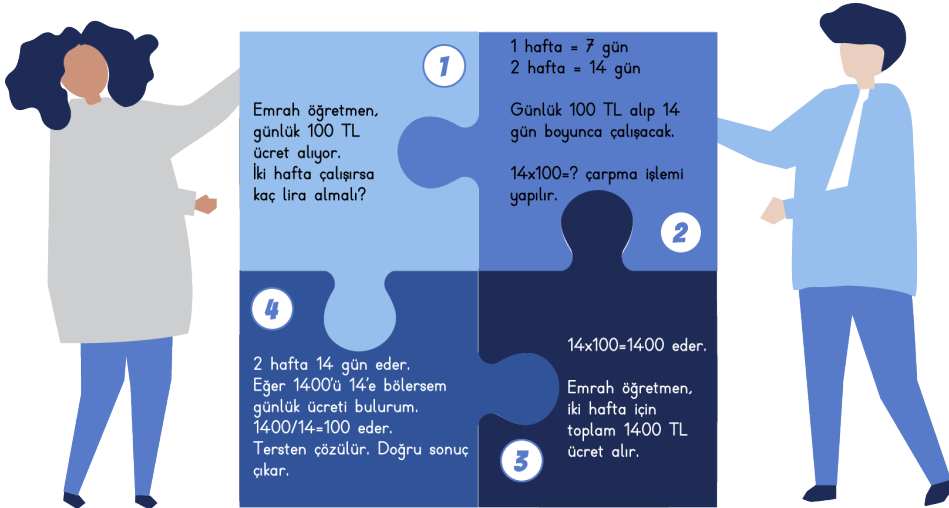 1
Emrah öğretmen,
günlük 100 TL
ücret alıyor.
İki hafta çalışırsa
kaç lira almalı?
1 hafta = 7 gün
2 hafta = 14 gün
Günlük 100 TL alıp 14
gün boyunca çalışacak.
14x100=? çarpma işlemi
yapılır.
2
14x100=1400 eder.
Emrah öğretmen,
iki hafta için
toplam 1400 TL
ücret alır.
3
4
2 hafta 14 gün eder.
Eğer 1400'ü 14'e bölersem
günlük ücreti bulurum.
1400/14=100 eder.
Tersten çözülür. Doğru sonuç
çıkar.